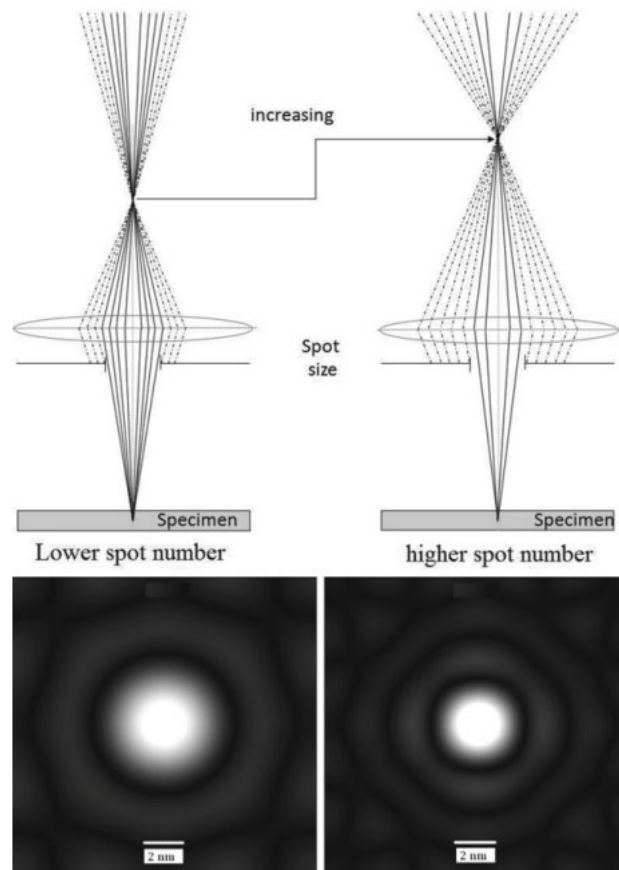 increasing
Spot
size
Specimen
Specimen
Lower spot number
higher spot number
2 nm
2 nm